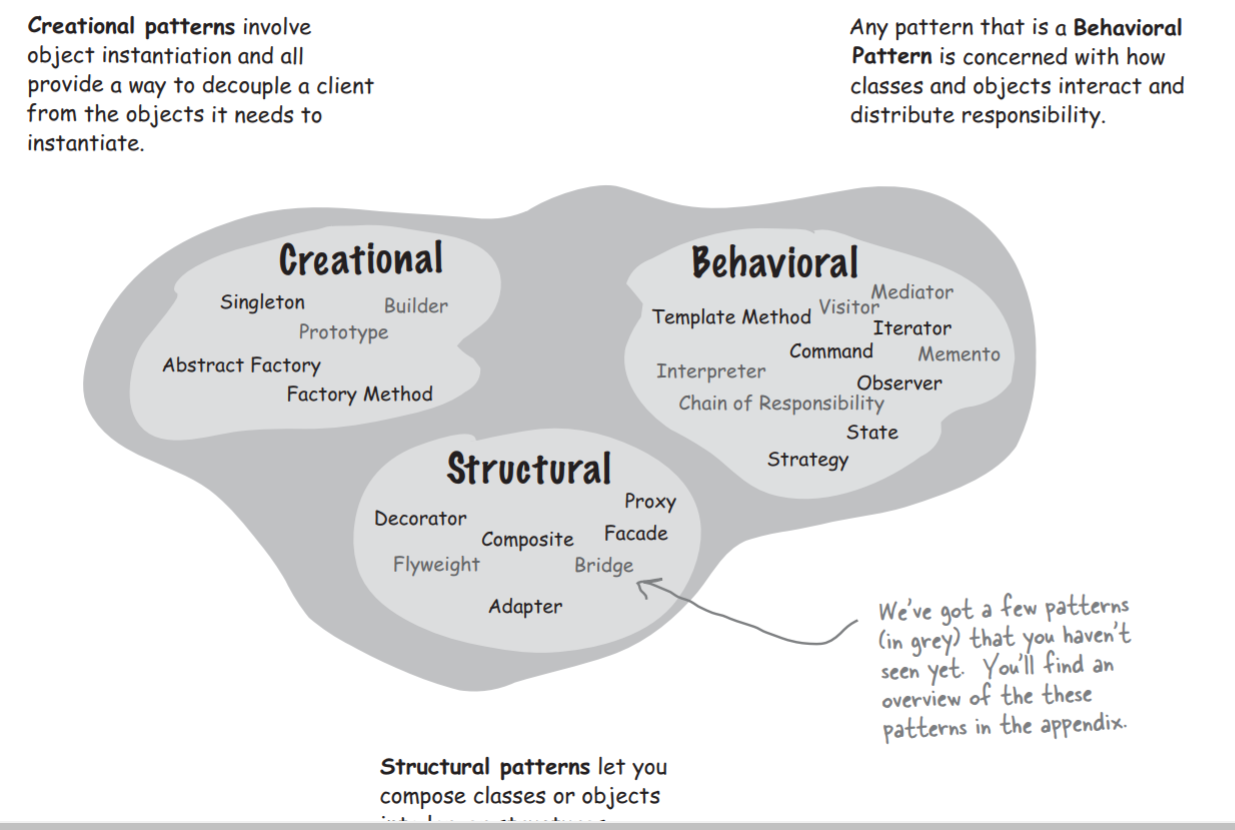 Creational patterns involve
object instantiation and all
provide a way to decouple a client
from the objects it needs to
instantiate.
Any pattern that is a Behavioral
Pattern is concerned with how
classes and objects interact and
distribute responsibility.
Creational
Singleton
Builder
Prototype
Abstract Factory
Factory Method
Behavioral
Mediator
Visitor
Template Method
Iterator
Command
Memento
Interpreter
Observer
Chain of Responsibility
State
Strategy
Structural
Proxy
Decorator
Facade
Composite
Flyweight
Bridge
Adapter
We've got a few patterns
(in grey) that you haven't
seen yet. You'll find an
overview of the these
patterns in the appendix.
Structural patterns let you
compose classes or objects